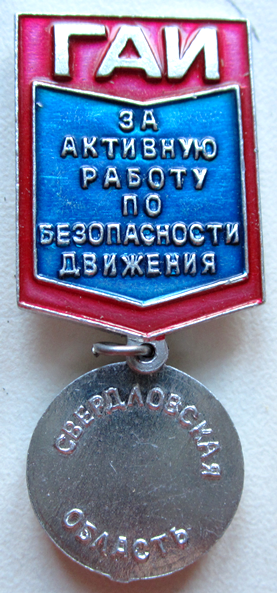 ГАИ
ЗА
АКТИВНУЮ
РАБОТУ
ПО
БЕЗОПАСНОСТИ
ДВИЖЕНИЯ
СВЕРДЛОВСКАЯ
ОБЛАСТЬ